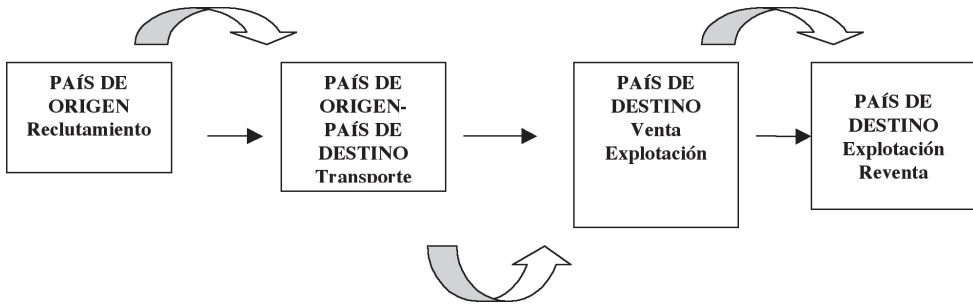 PAÍS DE
ORIGEN
Reclutamiento
PAÍS DE
ORIGEN-
PAÍS DE
DESTINO
Transporte
PAÍS DE
DESTINO
Venta
Explotación
PAÍS DE
DESTINO
Explotación
Reventa